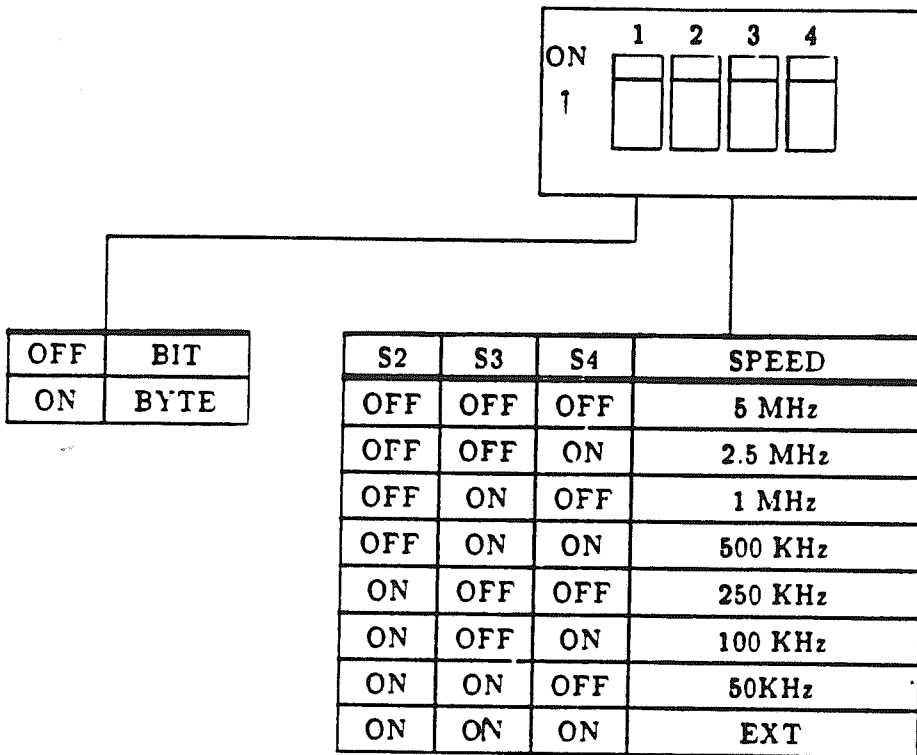 1 2 3 4
ON
↑
OFF BIT
ON BYTE
S2 S3 S4 SPEED
OFF OFF OFF 5 MHz
OFF OFF ON 2.5 MHz
OFF ON OFF 1 MHz
OFF ON ON 500 KHz
ON OFF OFF 250 KHz
ON OFF ON 100 KHz
ON ON OFF 50KHz
ON ON ON EXT